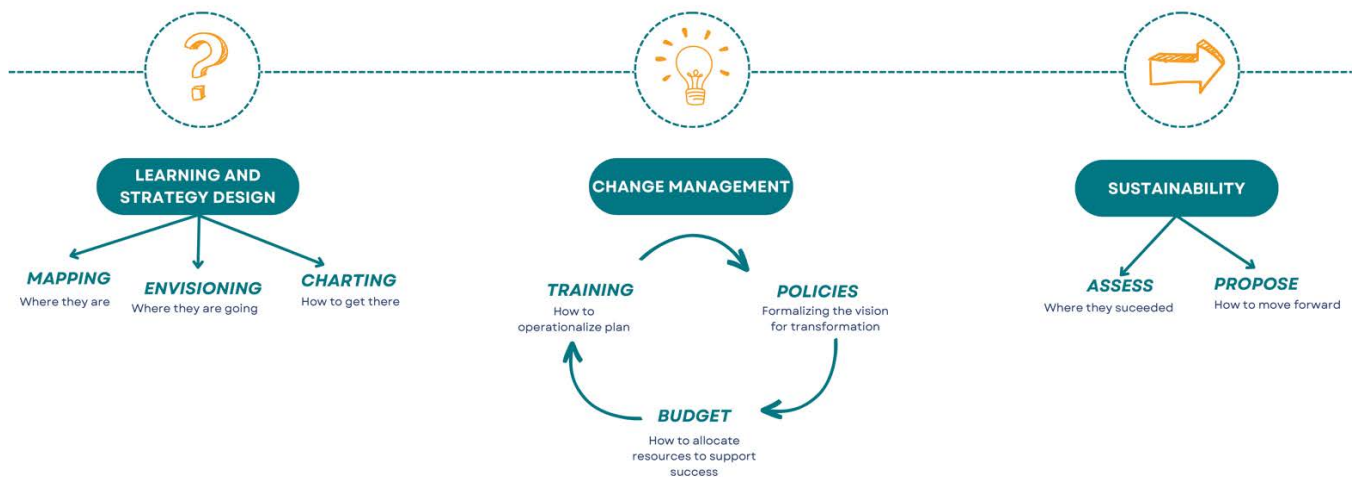 LEARNING AND
STRATEGY DESIGN
MAPPING
Where they are
ENVISIONING
Where they are going
CHARTING
How to get there
CHANGE MANAGEMENT
TRAINING
How to
operationalize plan
POLICIES
Formalizing the vision
for transformation
BUDGET
How to allocate
resources to support
success
SUSTAINABILITY
ASSESS
Where they suceeded
PROPOSE
How to move forward